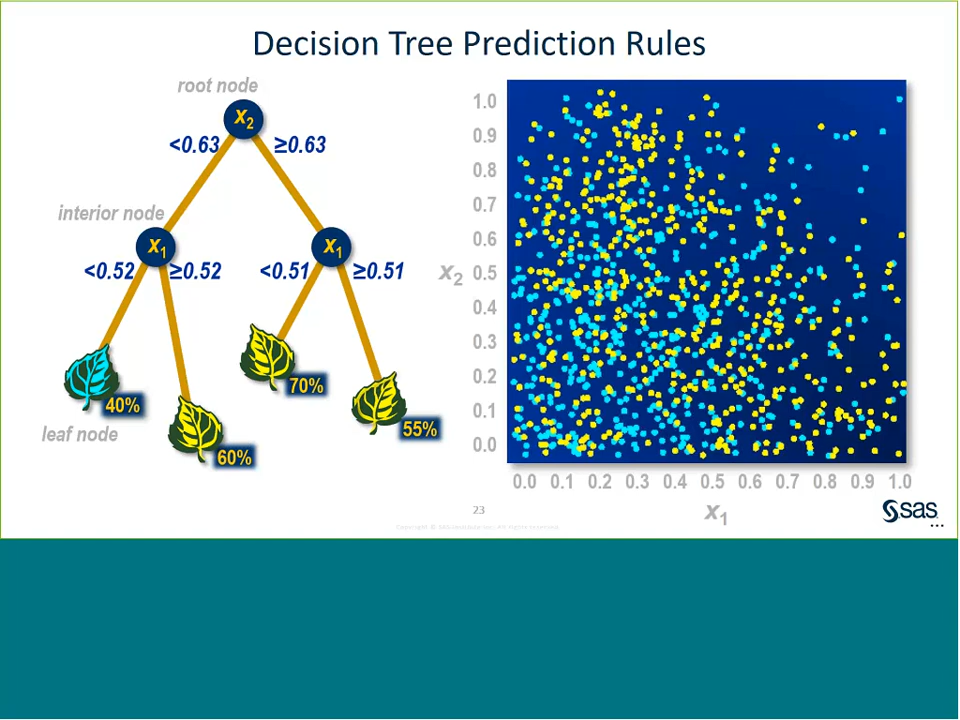 Decision Tree Prediction Rules
root node
x2
<0.63 ≥0.63
interior node
x1 x1
<0.52 ≥0.52 <0.51 ≥0.51
40%
60%
70%
55%
leaf node
x2
1.0
0.9
0.8
0.7
0.6
0.5
0.4
0.3
0.2
0.1
0.0
0.0 0.1 0.2 0.3 0.4 0.5 0.6 0.7 0.8 0.9 1.0
x1
23
sas
...